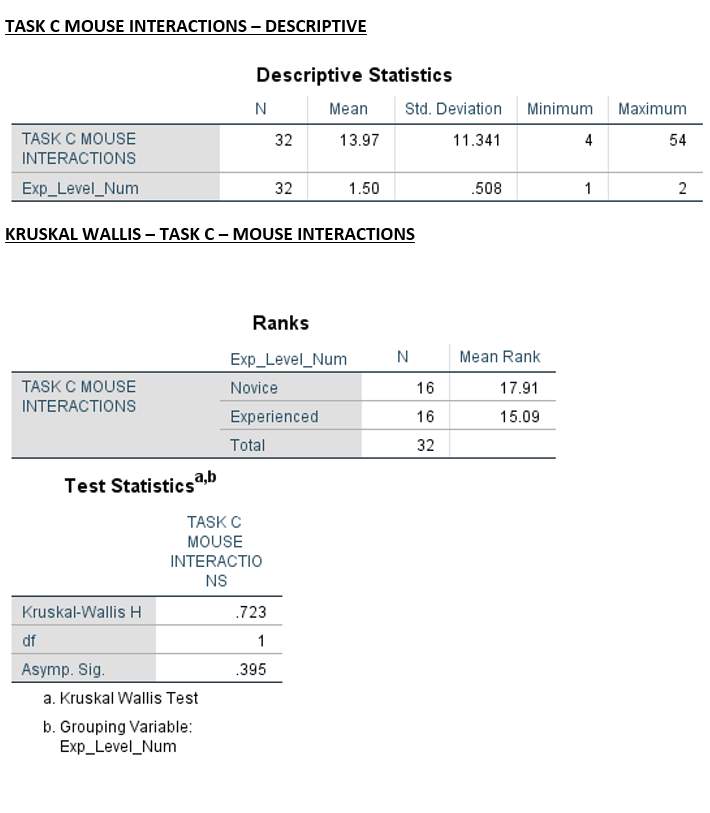 TASK C MOUSE INTERACTIONS – DESCRIPTIVE
Descriptive Statistics
N Mean Std. Deviation Minimum Maximum
TASK C MOUSE
INTERACTIONS 32 13.97 11.341 4 54
Exp_Level_Num 32 1.50 .508 1 2
KRUSKAL WALLIS – TASK C – MOUSE INTERACTIONS
Ranks
Exp_Level_Num N Mean Rank
TASK C MOUSE
INTERACTIONS
Novice 16 17.91
Experienced 16 15.09
Total 32
Test Statisticsa,b
TASK C
MOUSE
INTERACTIO
NS
Kruskal-Wallis H .723
df 1
Asymp. Sig. .395
a. Kruskal Wallis Test
b. Grouping Variable:
Exp_Level_Num